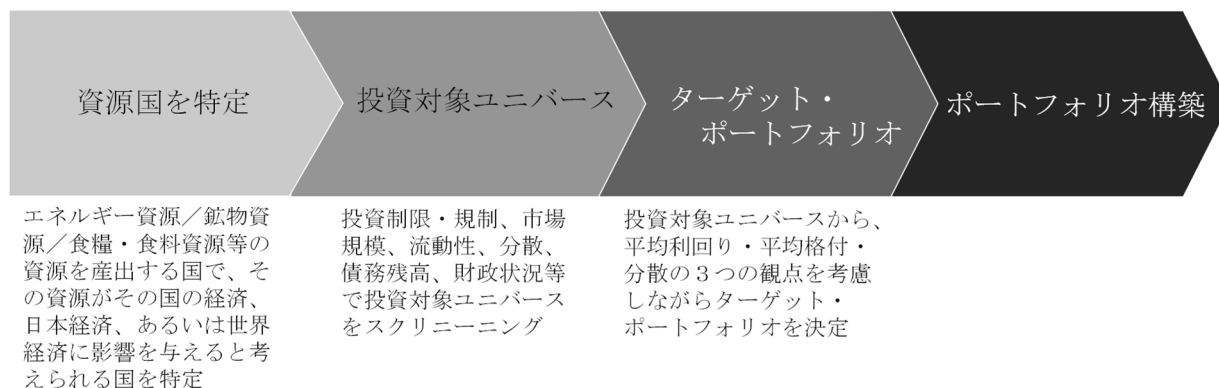 資源国を特定
エネルギー資源／鉱物資
源／食糧・食料資源等の
資源を産出する国で、そ
の資源がその国の経済、
日本経済、あるいは世界
経済に影響を与えると考
えられる国を特定
投資対象ユニバース
投資制限・規制、市場
規模、流動性、分散、
債務残高、財政状況等
で投資対象ユニバース
をスクリーニーニング
ターゲット・
ポートフォリオ
投資対象ユニバースから、
平均利回り・平均格付・
分散の３つの観点を考慮
しながらターゲット・
ポートフォリオを決定
ポートフォリオ構築